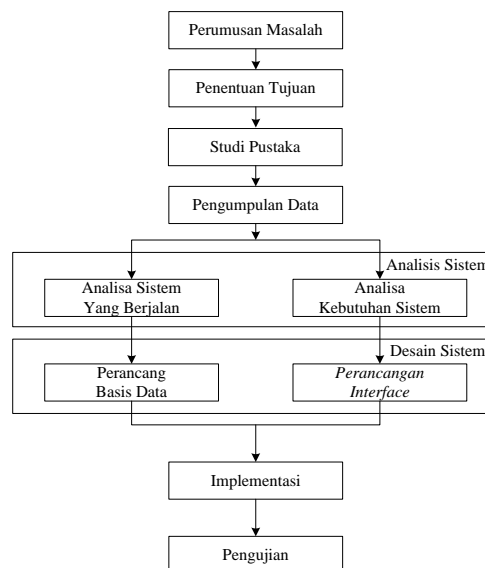 Perumusan Masalah
Penentuan Tujuan
Studi Pustaka
Pengumpulan Data
Analisis Sistem
Analisa Sistem
Yang Berjalan
Analisa
Kebutuhan Sistem
Desain Sistem
Perancang
Basis Data
Perancangan
Interface
Implementasi
Pengujian